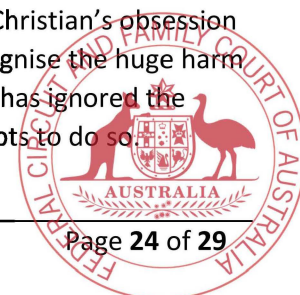 Christian’s obsession
gnise the huge harm
has ignored the
pts to do so.
FEDERAL CIRCUIT AND FAMILY COURT OF AUSTRALIA
AUSTRALIA
Page 24 of 29